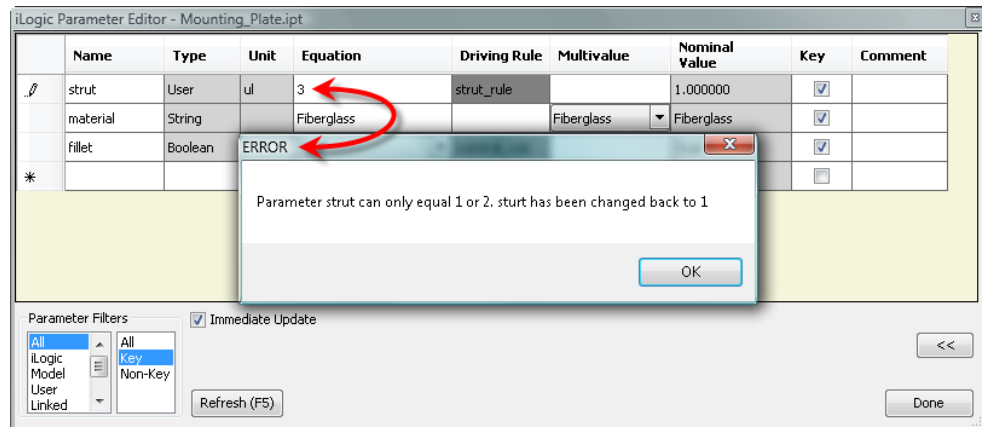 iLogic Parameter Editor - Mounting_Plate.ipt
Name Type Unit Equation Driving Rule Multivalue Nominal Value Key Comment
strut User ul 3 strut_rule 1.000000
material String Fiberglass Fiberglass Fiberglass
fillet Boolean
ERROR
Parameter strut can only equal 1 or 2. sturt has been changed back to 1
OK
Parameter Filters
Immediate Update
All
iLogic
Model
User
Linked
All
Key
Non-Key
<<
Refresh (F5)
Done